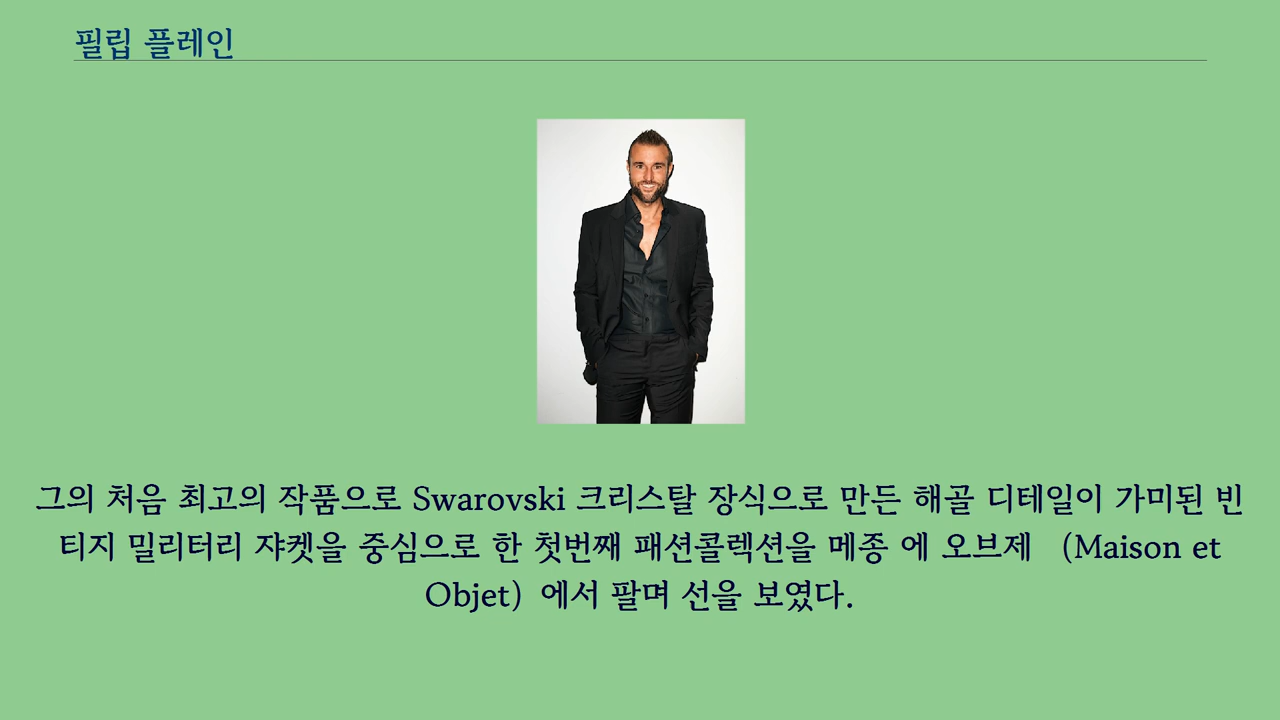 필립 플레인
그의 처음 최고의 작품으로 Swarovski 크리스탈 장식으로 만든 해골 디테일이 가미된 빈
티지 밀리터리 쟈켓을 중심으로 한 첫번째 패션콜렉션을 메종 에 오브제 (Maison et
Objet) 에서 팔며 선을 보였다.